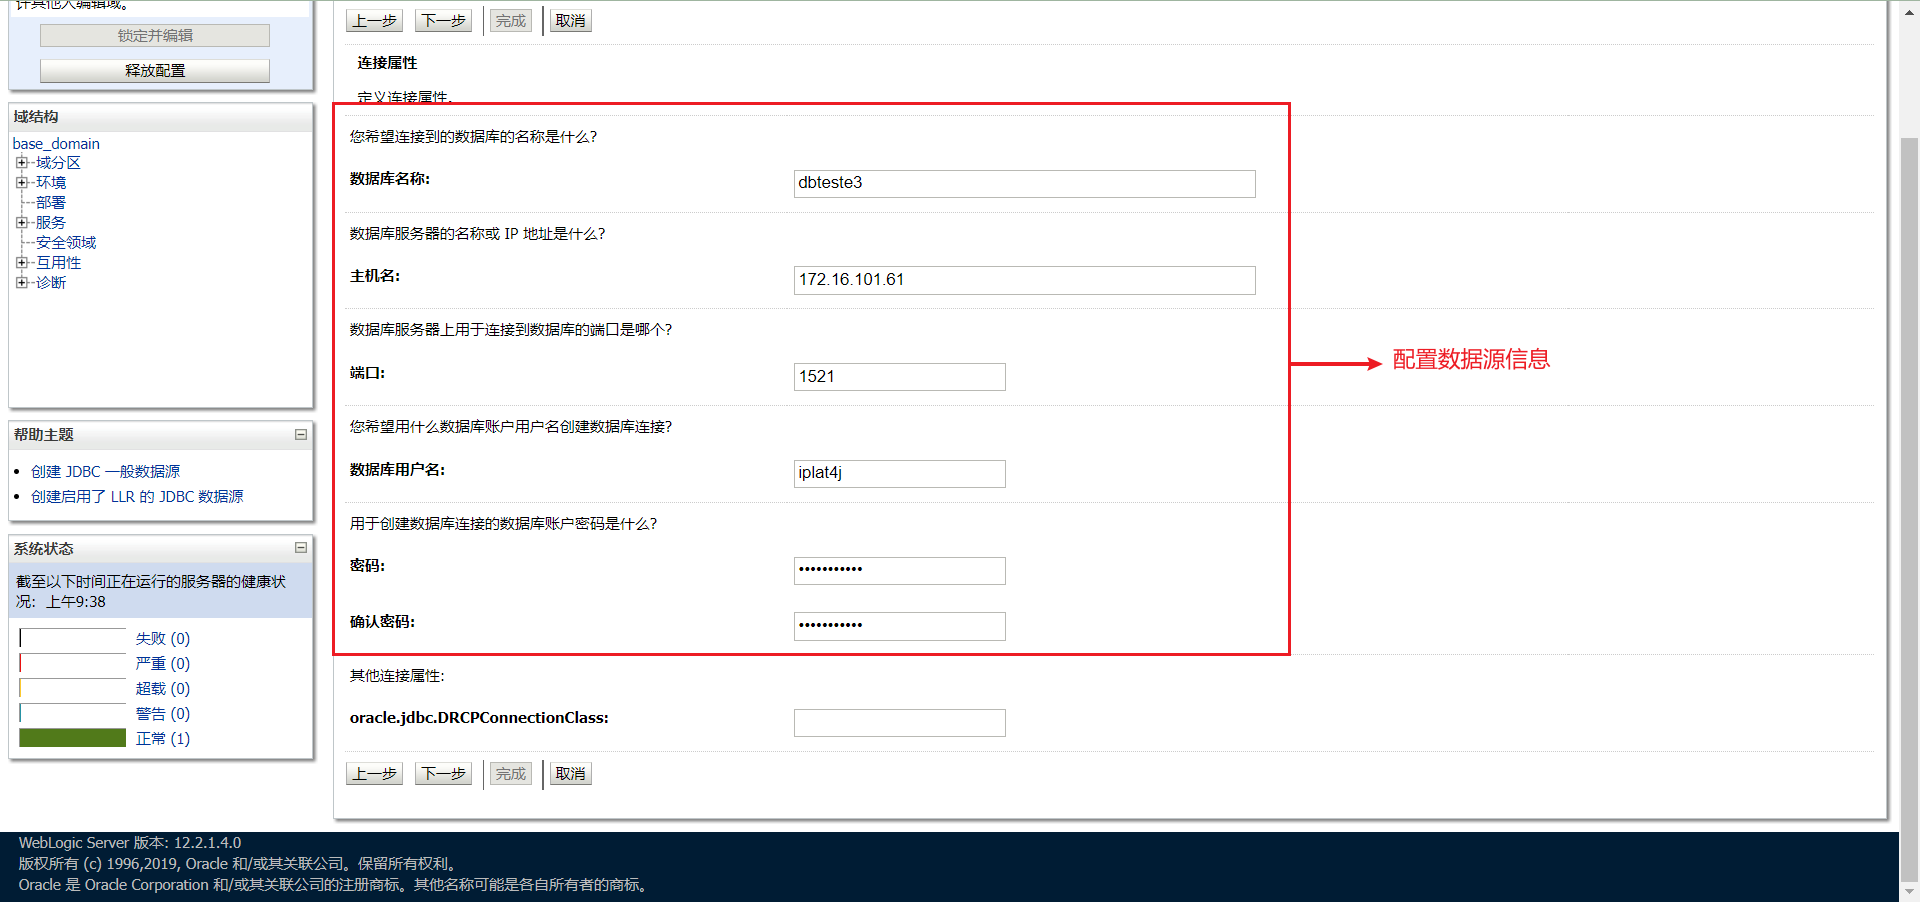 许其他人编辑域。
锁定并编辑
释放配置
域结构
base_domain
域分区
环境
部署
服务
安全领域
互用性
诊断
帮助主题
创建 JDBC 一般数据源
创建启用了 LLR 的 JDBC 数据源
系统状态
截至以下时间正在运行的服务器的健康状
况: 上午9:38
失败 (0)
严重 (0)
超载 (0)
警告 (0)
正常 (1)
上一步 下一步 完成 取消
连接属性
定义连接属性。
您希望连接到的数据库的名称是什么?
数据库名称: dbteste3
数据库服务器的名称或 IP 地址是什么?
主机名: 172.16.101.61
数据库服务器上用于连接到数据库的端口是哪个?
端口: 1521
您希望用什么数据库账户用户名创建数据库连接?
数据库用户名: iplat4j
用于创建数据库连接的数据库账户密码是什么?
密码: •••••••••••
确认密码: •••••••••••
配置数据源信息
其他连接属性:
oracle.jdbc.DRCPConnectionClass:
上一步 下一步 完成 取消
WebLogic Server 版本: 12.2.1.4.0
版权所有 (c) 1996,2019, Oracle 和/或其关联公司。保留所有权利。
Oracle 是 Oracle Corporation 和/或其关联公司的注册商标。其他名称可能是各自所有者的商标。